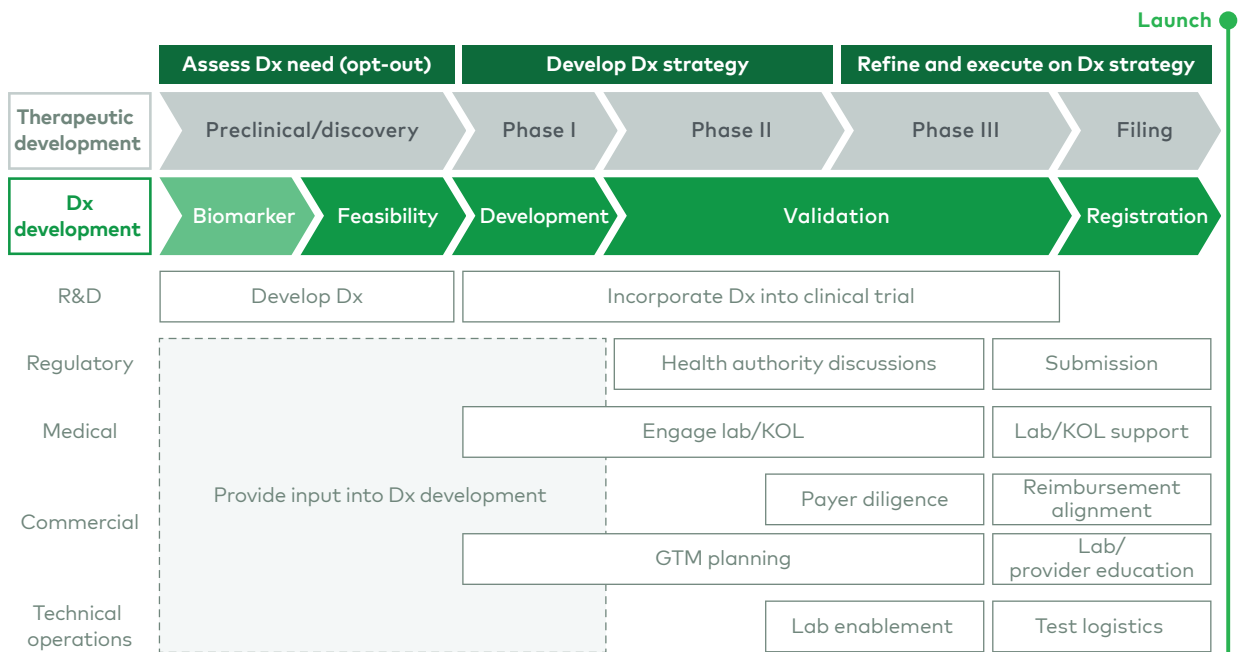 Launch
Assess Dx need (opt-out)
Develop Dx strategy
Refine and execute on Dx strategy
Therapeutic
development
Preclinical/discovery
Phase I
Phase II
Phase III
Filing
Dx
development
Biomarker
Feasibility
Development
Validation
Registration
R&D
Develop Dx
Incorporate Dx into clinical trial
Regulatory
Health authority discussions
Submission
Medical
Engage lab/KOL
Lab/KOL support
Provide input into Dx development
Commercial
Payer diligence
Reimbursement
alignment
GTM planning
Lab/
provider education
Technical
operations
Lab enablement
Test logistics